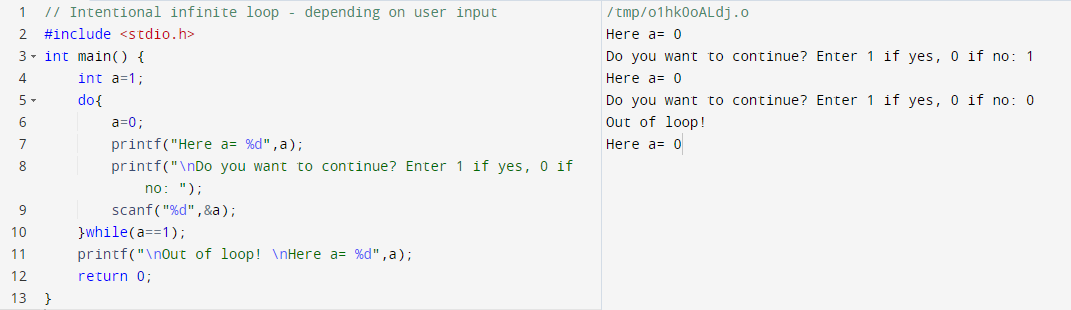 1 // Intentional infinite loop - depending on user input
2 #include <stdio.h>
3 int main() {
4 int a=1;
5 do{
6 a=0;
7 printf("Here a= %d",a);
8 printf("\nDo you want to continue? Enter 1 if yes, 0 if
no: ");
9 scanf("%d",&a);
10 }while(a==1);
11 printf("\nOut of loop! \nHere a= %d",a);
12 return 0;
13 }
/tmp/o1hkOoALdj.o
Here a= 0
Do you want to continue? Enter 1 if yes, 0 if no: 1
Here a= 0
Do you want to continue? Enter 1 if yes, 0 if no: 0
Out of loop!
Here a= 0